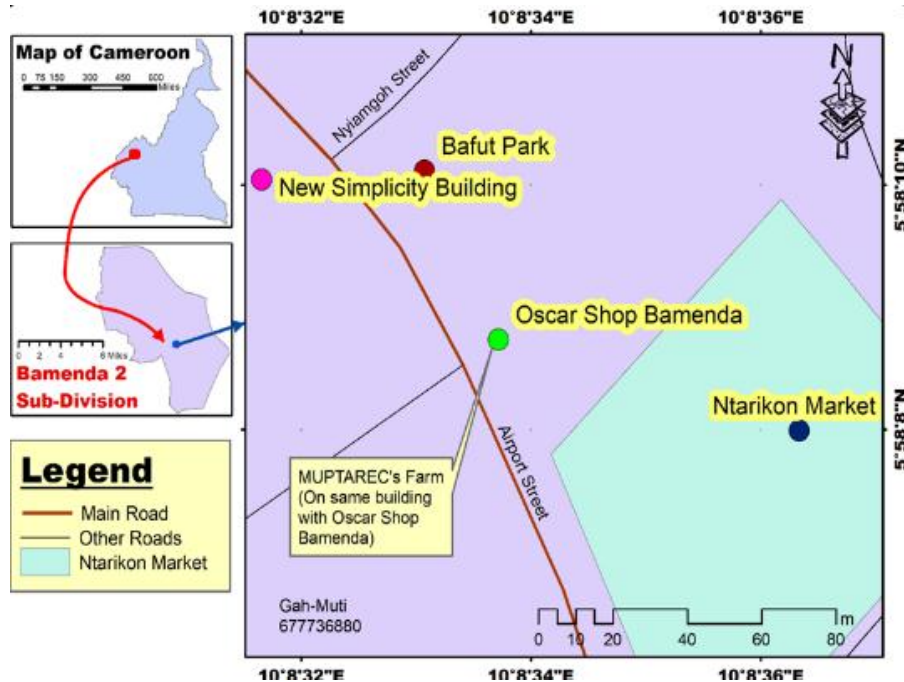 Map of Cameroon
0 75 150 300 450 600
Miles
0 2 4 6 Miles
Bamenda 2
Sub-Division
Legend
Main Road
Other Roads
Ntarikon Market
10°8'32"E 10°8'34"E 10°8'36"E
N
Nyiamgoh Street
Bafut Park
New Simplicity Building
5°58'10"N
Oscar Shop Bamenda
Ntarikon Market
5°58'8"N
Airport Street
MUPTAREC's Farm
(On same building
with Oscar Shop
Bamenda)
Gah-Muti
677736880
0 10 20 40 60 80
m
10°8'32"E 10°8'34"E 10°8'36"E